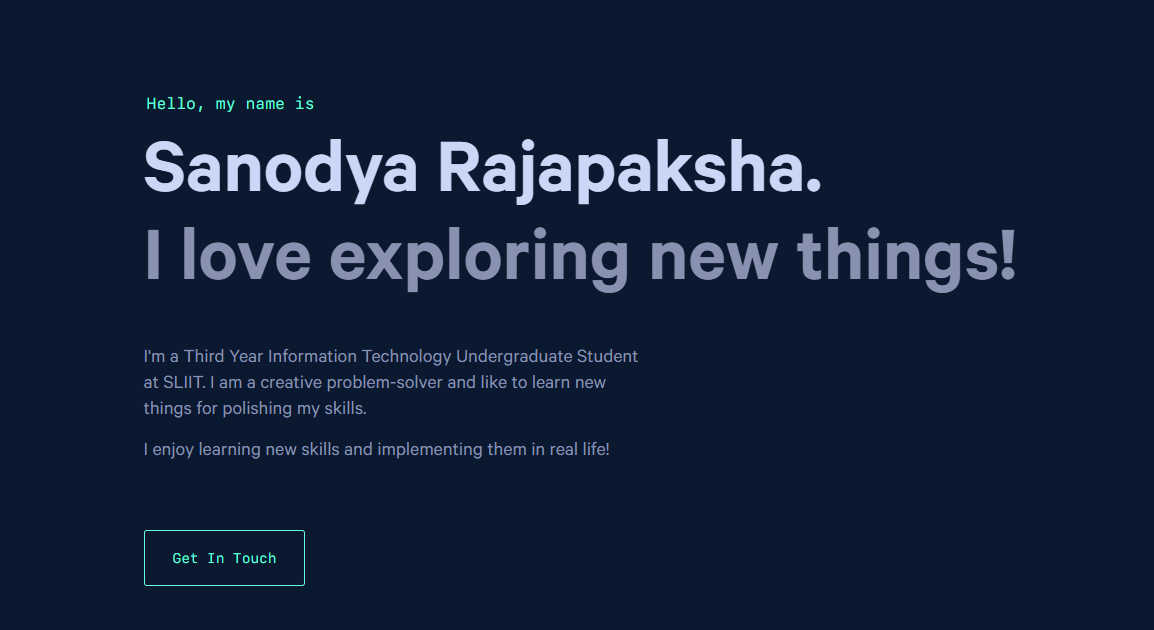 Hello, my name is
Sanodya Rajapaksha.
I love exploring new things!
I'm a Third Year Information Technology Undergraduate Student
at SLIIT. I am a creative problem-solver and like to learn new
things for polishing my skills.
I enjoy learning new skills and implementing them in real life!
Get In Touch